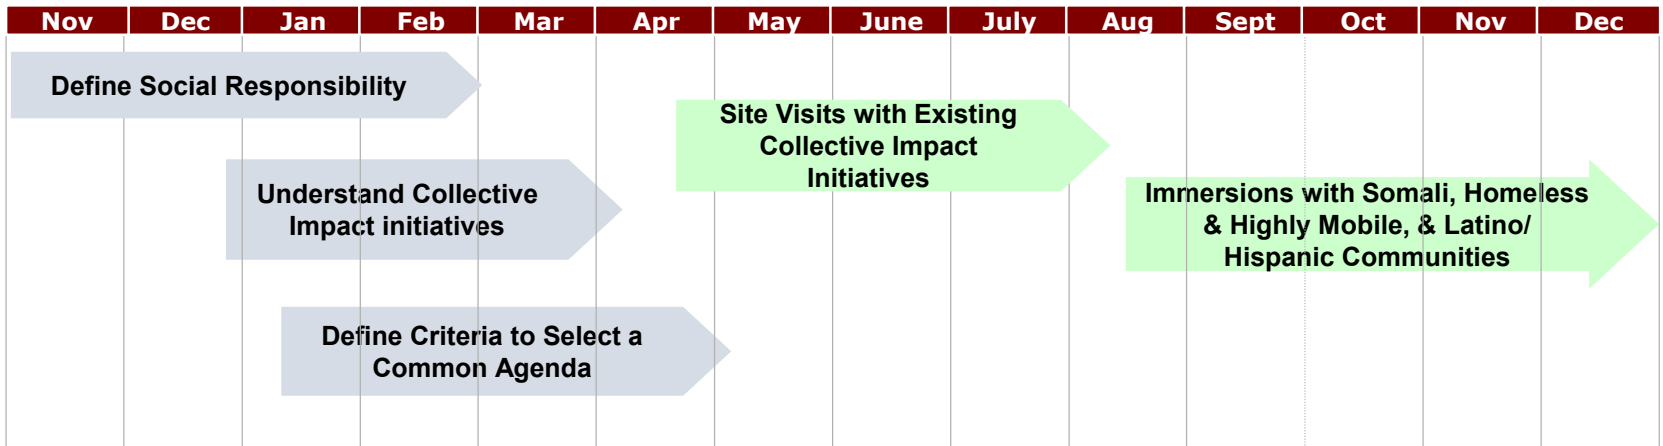 Nov Dec Jan Feb Mar Apr May June July Aug Sept Oct Nov Dec
Define Social Responsibility
Site Visits with Existing
Collective Impact
Initiatives
Understand Collective
Impact initiatives
Immersions with Somali, Homeless
& Highly Mobile, & Latino/
Hispanic Communities
Define Criteria to Select a
Common Agenda